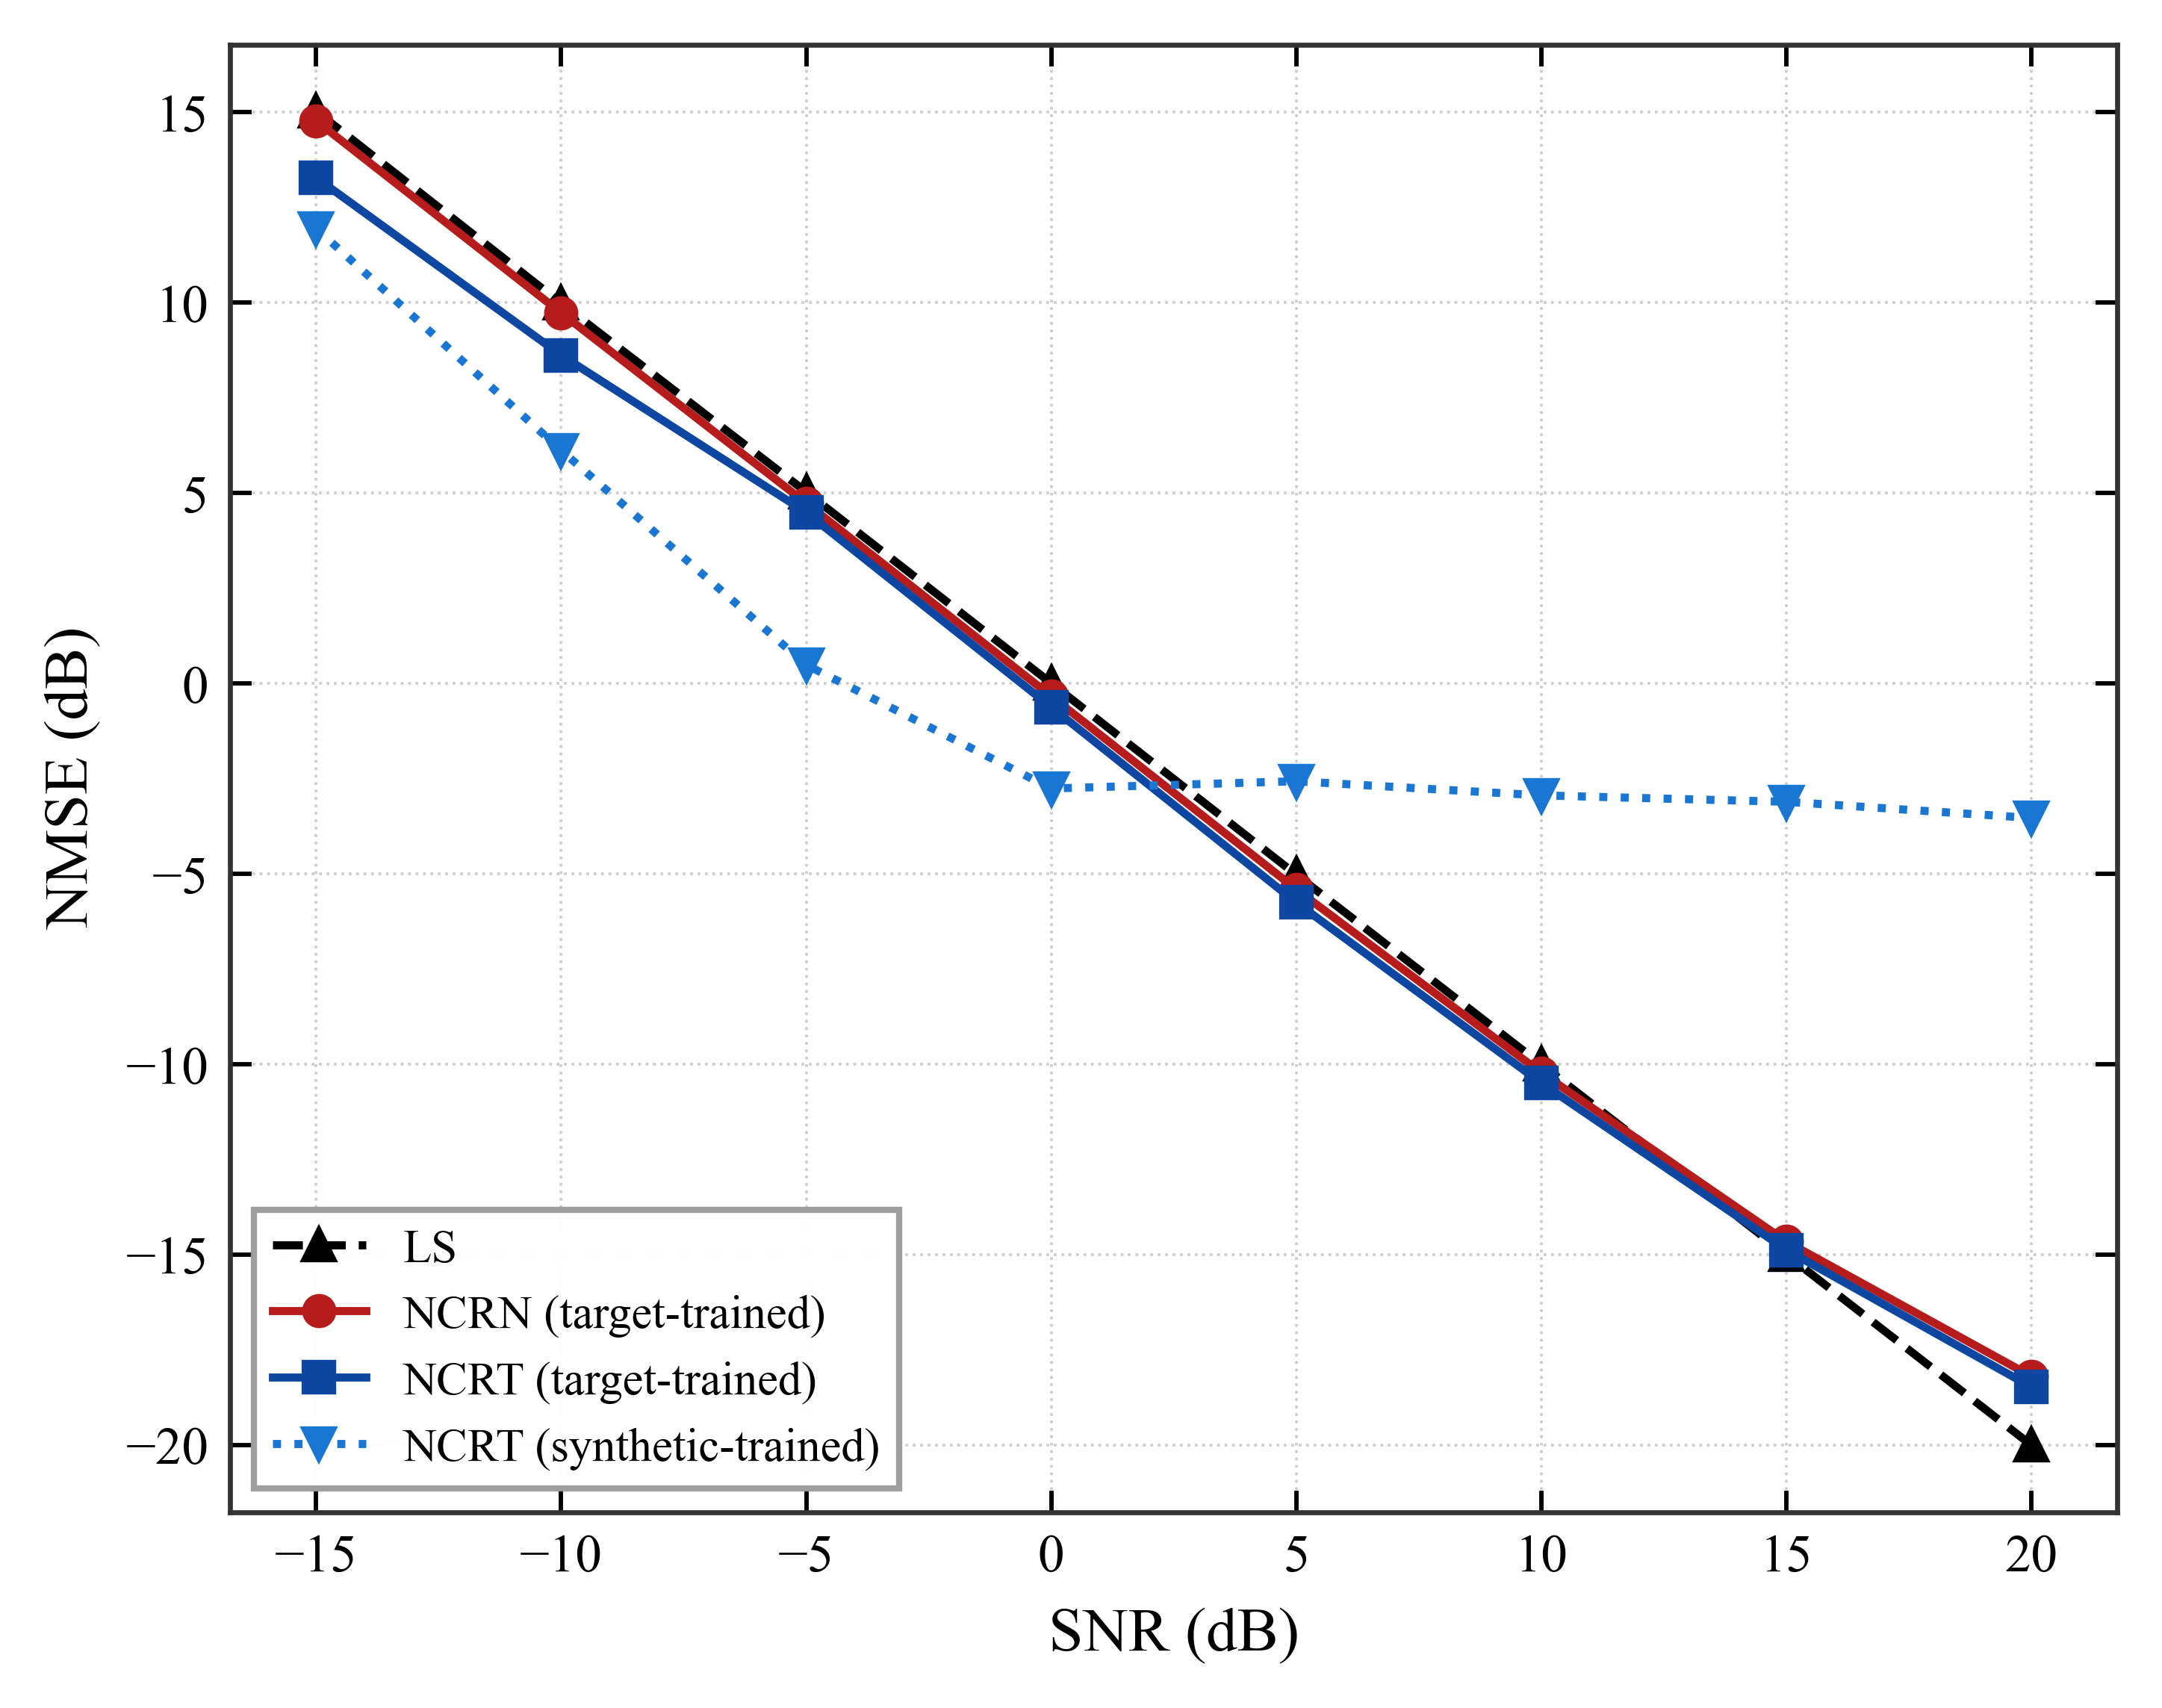 NMSE (dB)
15
10
5
0
−5
−10
−15
−20
LS
NCRN (target-trained)
NCRT (target-trained)
NCRT (synthetic-trained)
−15 −10 −5 0 5 10 15 20
SNR (dB)